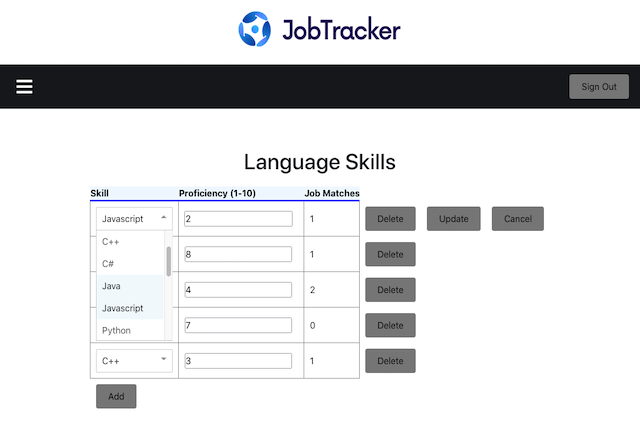 JobTracker
Sign Out
Language Skills
Skill Proficiency (1-10) Job Matches
Javascript 2 1 Delete Update Cancel
C++
8 1 Delete
C#
Java
4 2 Delete
Javascript
7 0 Delete
Python
C++ 3 1 Delete
Add